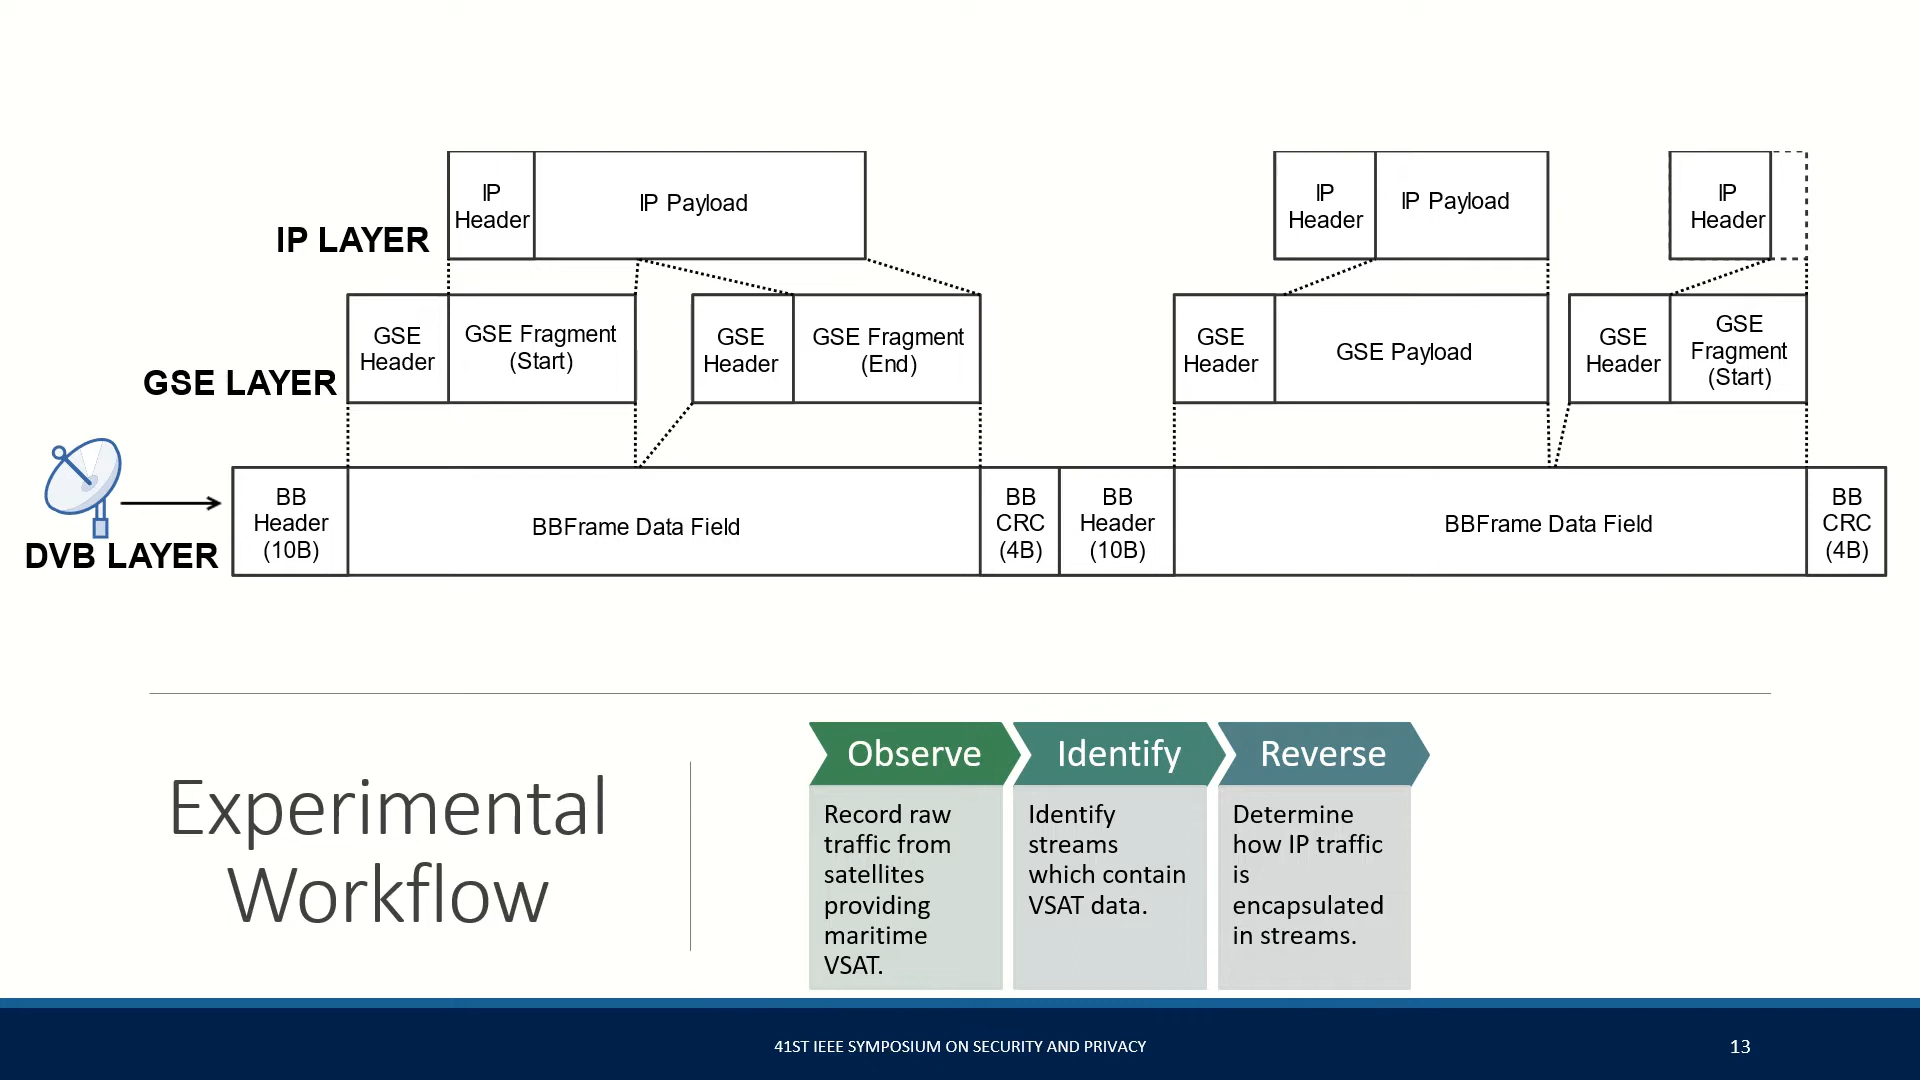 IP
Header
IP Payload
IP
Header
IP Payload
IP
Header
IP LAYER
GSE
Header
GSE Fragment
(Start)
GSE
Header
GSE Fragment
(End)
GSE
Header
GSE Payload
GSE
Header
GSE
Fragment
(Start)
GSE LAYER
BB
Header
(10B)
BBFrame Data Field
BB
CRC
(4B)
BB
Header
(10B)
BBFrame Data Field
BB
CRC
(4B)
DVB LAYER
Experimental
Workflow
Observe
Record raw
traffic from
satellites
providing
maritime
VSAT.
Identify
Identify
streams
which contain
VSAT data.
Reverse
Determine
how IP traffic
is
encapsulated
in streams.
41ST IEEE SYMPOSIUM ON SECURITY AND PRIVACY
13